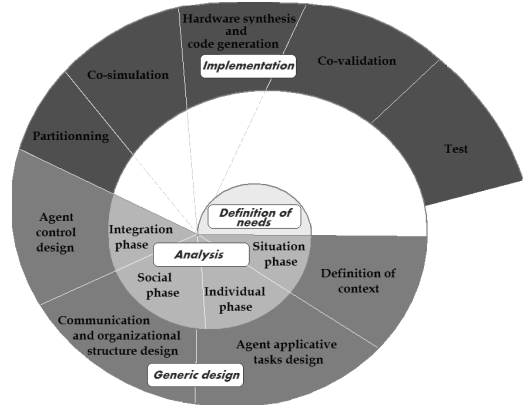 Hardware synthesis
and
code generation
Implementation
Co-simulation
Co-validation
Partitionning
Test
Definition of
needs
Agent
control
design
Integration
phase
Analysis
Situation
phase
Social
phase
Individual
phase
Definition of
context
Communication
and organizational
structure design
Agent applicative
tasks design
Generic design